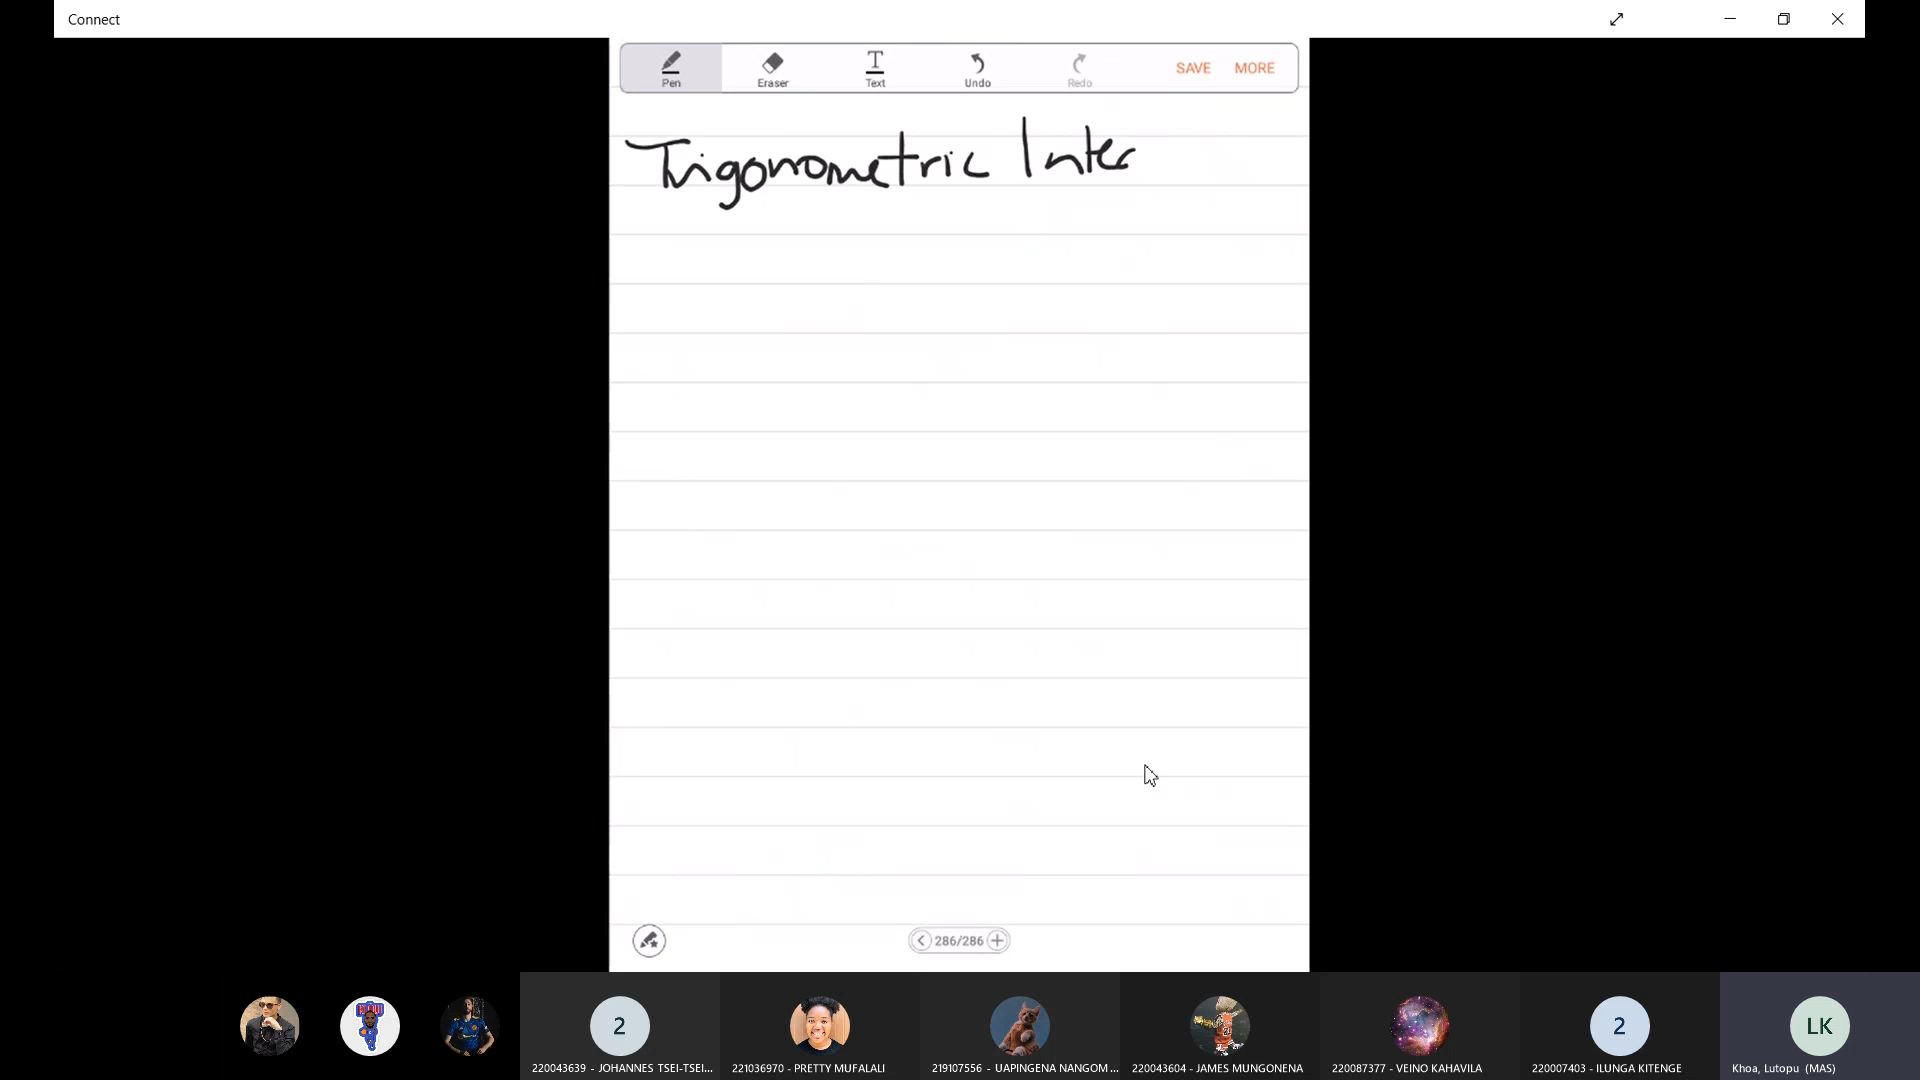 Connect
Pen
Eraser
Text
Undo
Redo
SAVE
MORE
Trigonometric Inter
286/286
2
2
LK
220043639 - JOHANNES TSEI-TSEI...
221036970 - PRETTY MUFALALI
219107556 - UAPINGENA NANGOM ...
220043604 - JAMES MUNGONENA
220087377 - VEINO KAHAVILA
220007403 - ILUNGA KITENGE
Khoa, Lutopu (MAS)